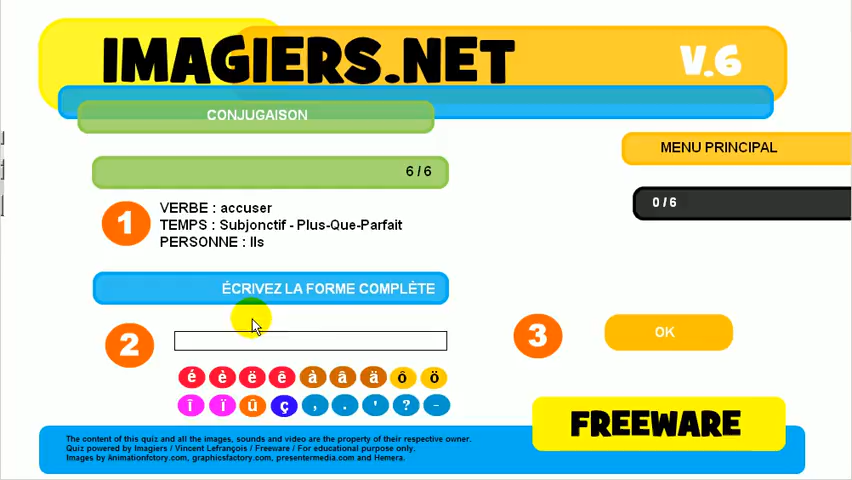 IMAGIERS.NET
V.6
CONJUGAISON
MENU PRINCIPAL
6 / 6
0 / 6
1
VERBE : accuser
TEMPS : Subjonctif - Plus-Que-Parfait
PERSONNE : Ils
ÉCRIVEZ LA FORME COMPLÈTE
2
3
OK
é è ë ê à â ä ô ö
î ï û ç , . ' ? -
FREEWARE
The content of this quiz and all the images, sounds and video are the property of their respective owner.
Quiz powered by Imagiers / Vincent Lefrançois / Freeware / For educational purpose only.
Images by Animationfctory.com, graphicsfactory.com, presentermedia.com and Hemera.